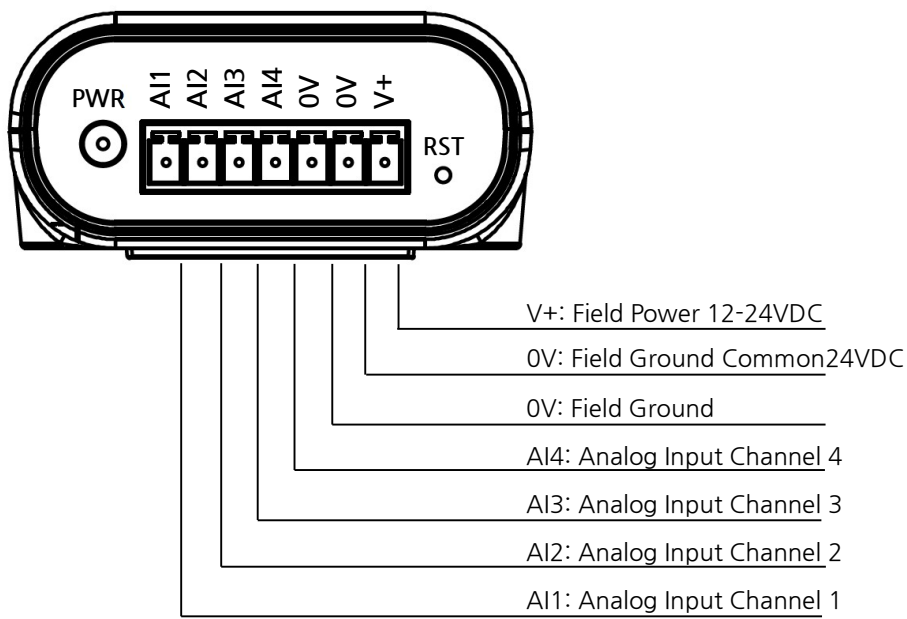 PWR
AI1
AI2
AI3
AI4
0V
0V
V+
RST
V+: Field Power 12-24VDC
0V: Field Ground Common24VDC
0V: Field Ground
AI4: Analog Input Channel 4
AI3: Analog Input Channel 3
AI2: Analog Input Channel 2
AI1: Analog Input Channel 1